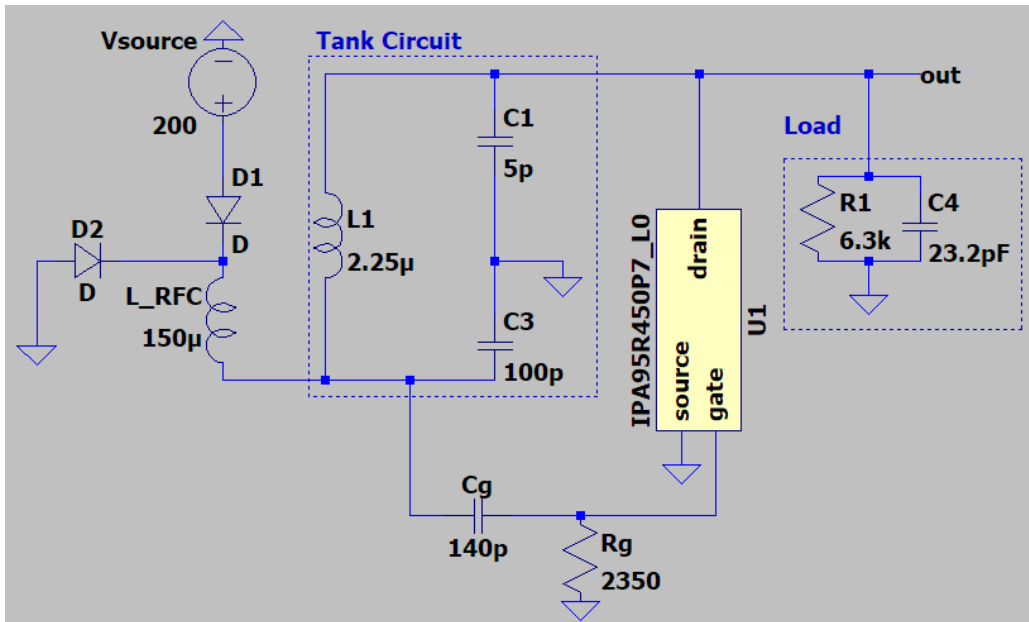 Vsource
200
D1
D
D2
D
L_RFC
150µ
Tank Circuit
L1
2.25µ
C1
5p
C3
100p
Cg
140p
Rg
2350
IPA95R450P7_L0
drain
source
gate
U1
out
Load
R1
6.3k
C4
23.2pF